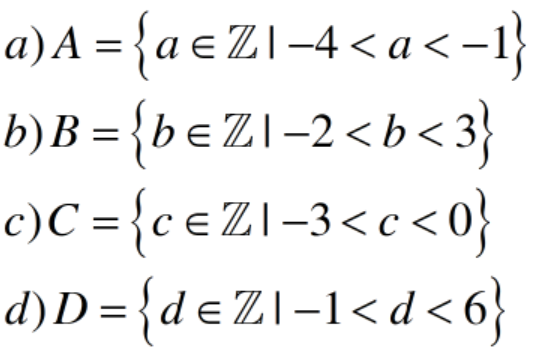 a) A = {a ∈ ℤ | −4 < a < −1}
b) B = {b ∈ ℤ | −2 < b < 3}
c) C = {c ∈ ℤ | −3 < c < 0}
d) D = {d ∈ ℤ | −1 < d < 6}